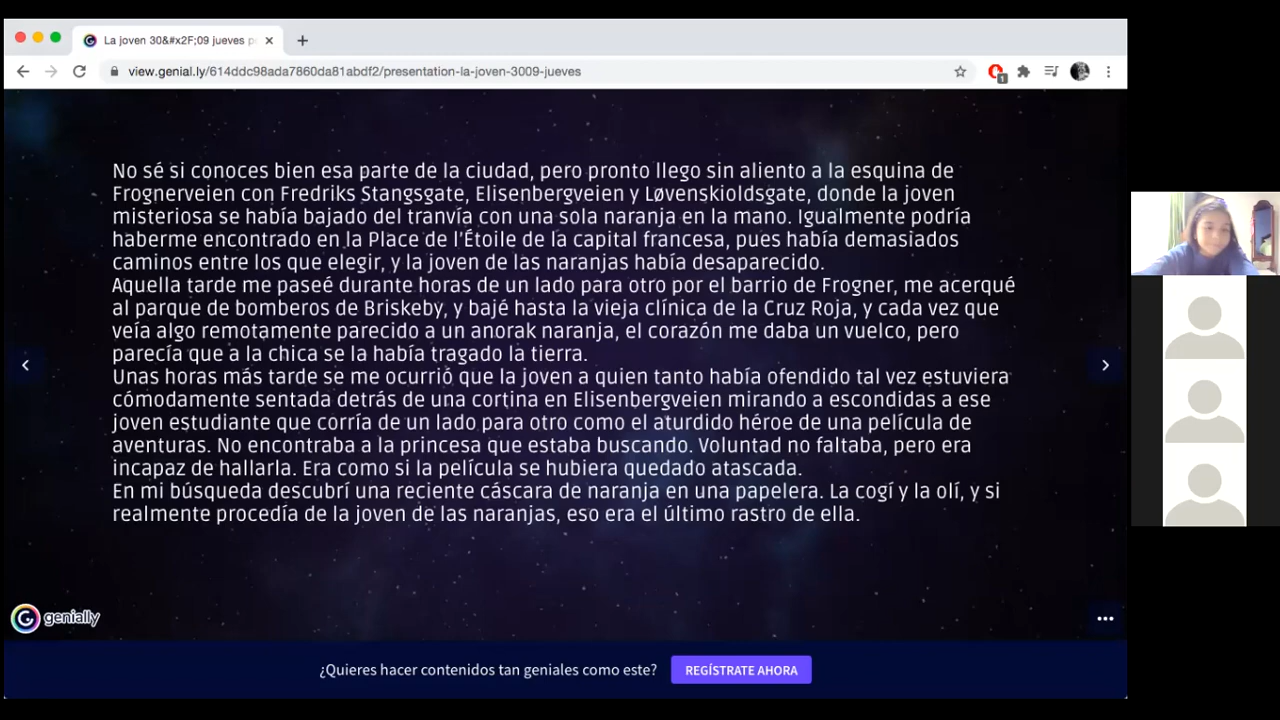 La joven 30&#x2F;09 jueves p
view.genial.ly/614ddc98ada7860da81abdf2/presentation-la-joven-3009-jueves
1
No sé si conoces bien esa parte de la ciudad, pero pronto llego sin aliento a la esquina de
Frognerveien con Fredriks Stangsgate, Elisenbergveien y Løvenskioldsgate, donde la joven
misteriosa se había bajado del tranvía con una sola naranja en la mano. Igualmente podría
haberme encontrado en la Place de l'Étoile de la capital francesa, pues había demasiados
caminos entre los que elegir, y la joven de las naranjas había desaparecido.
Aquella tarde me paseé durante horas de un lado para otro por el barrio de Frogner, me acerqué
al parque de bomberos de Briskeby, y bajé hasta la vieja clínica de la Cruz Roja, y cada vez que
veía algo remotamente parecido a un anorak naranja, el corazón me daba un vuelco, pero
parecía que a la chica se la había tragado la tierra.
Unas horas más tarde se me ocurrió que la joven a quien tanto había ofendido tal vez estuviera
cómodamente sentada detrás de una cortina en Elisenbergveien mirando a escondidas a ese
joven estudiante que corría de un lado para otro como el aturdido héroe de una película de
aventuras. No encontraba a la princesa que estaba buscando. Voluntad no faltaba, pero era
incapaz de hallarla. Era como si la película se hubiera quedado atascada.
En mi búsqueda descubrí una reciente cáscara de naranja en una papelera. La cogí y la olí, y si
realmente procedía de la joven de las naranjas, eso era el último rastro de ella.
genially
¿Quieres hacer contenidos tan geniales como este? REGÍSTRATE AHORA